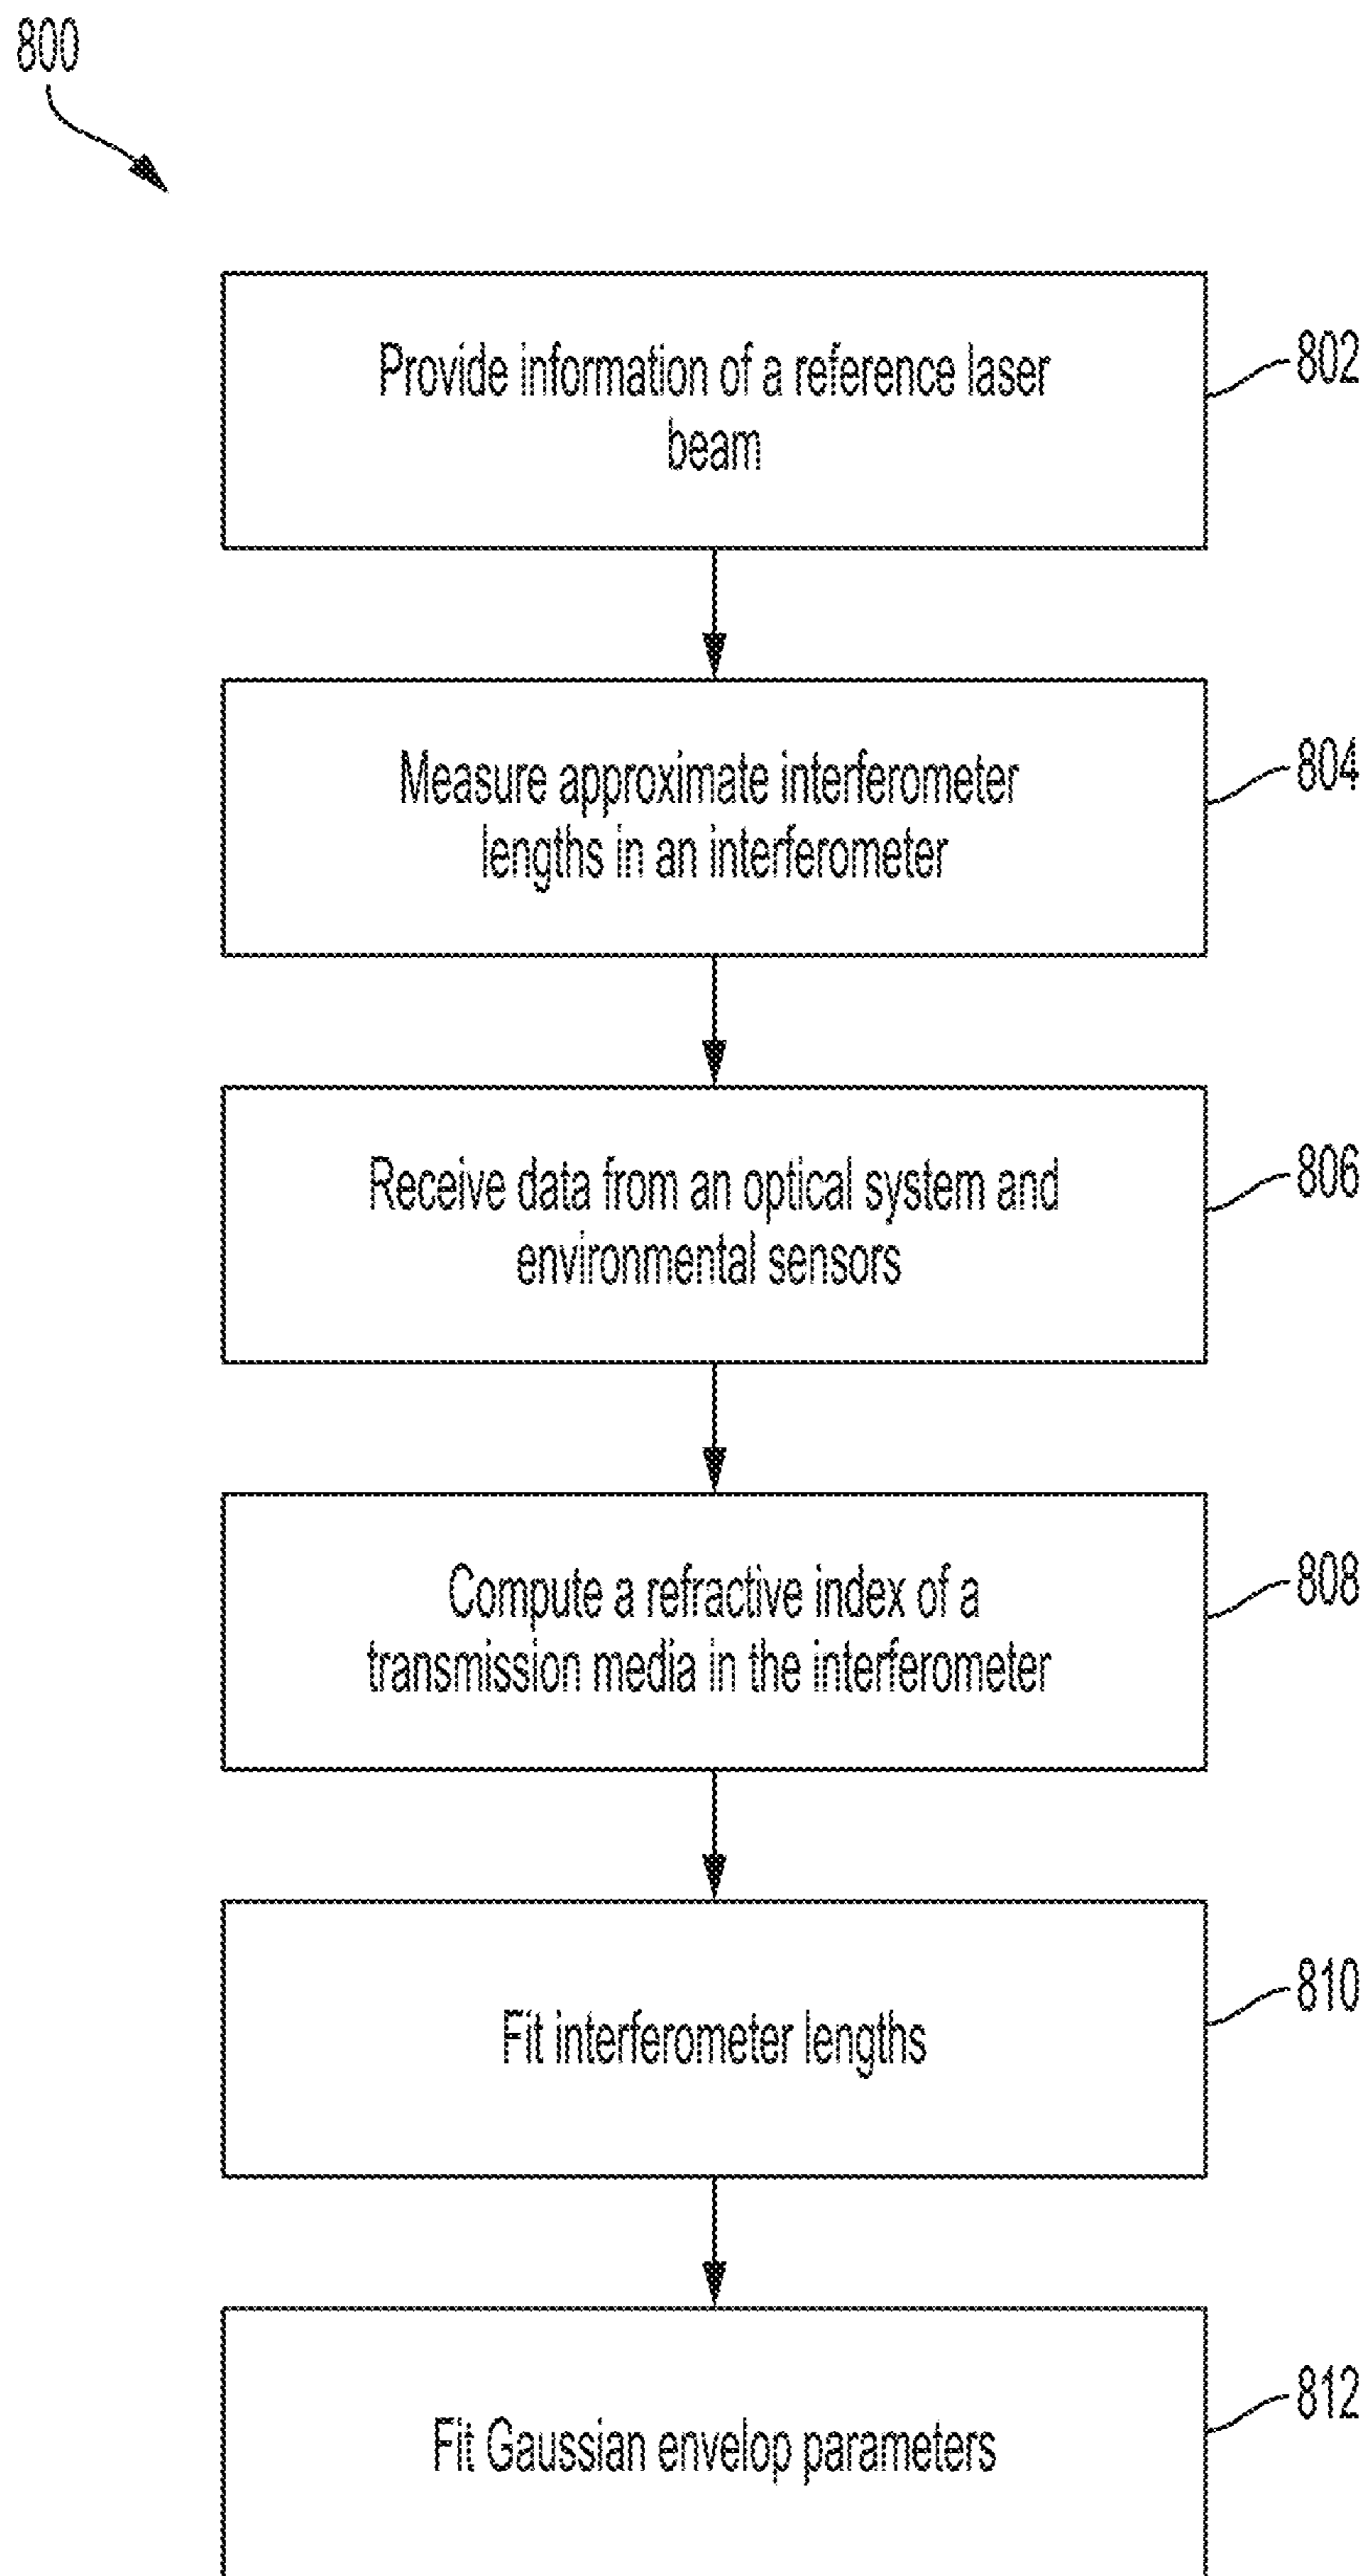 800
Provide information of a reference laser
beam
802
Measure approximate interferometer
lengths in an interferometer
804
Receive data from an optical system and
environmental sensors
806
Compute a refractive index of a
transmission media in the interferometer
808
Fit interferometer lengths
810
Fit Gaussian envelop parameters
812